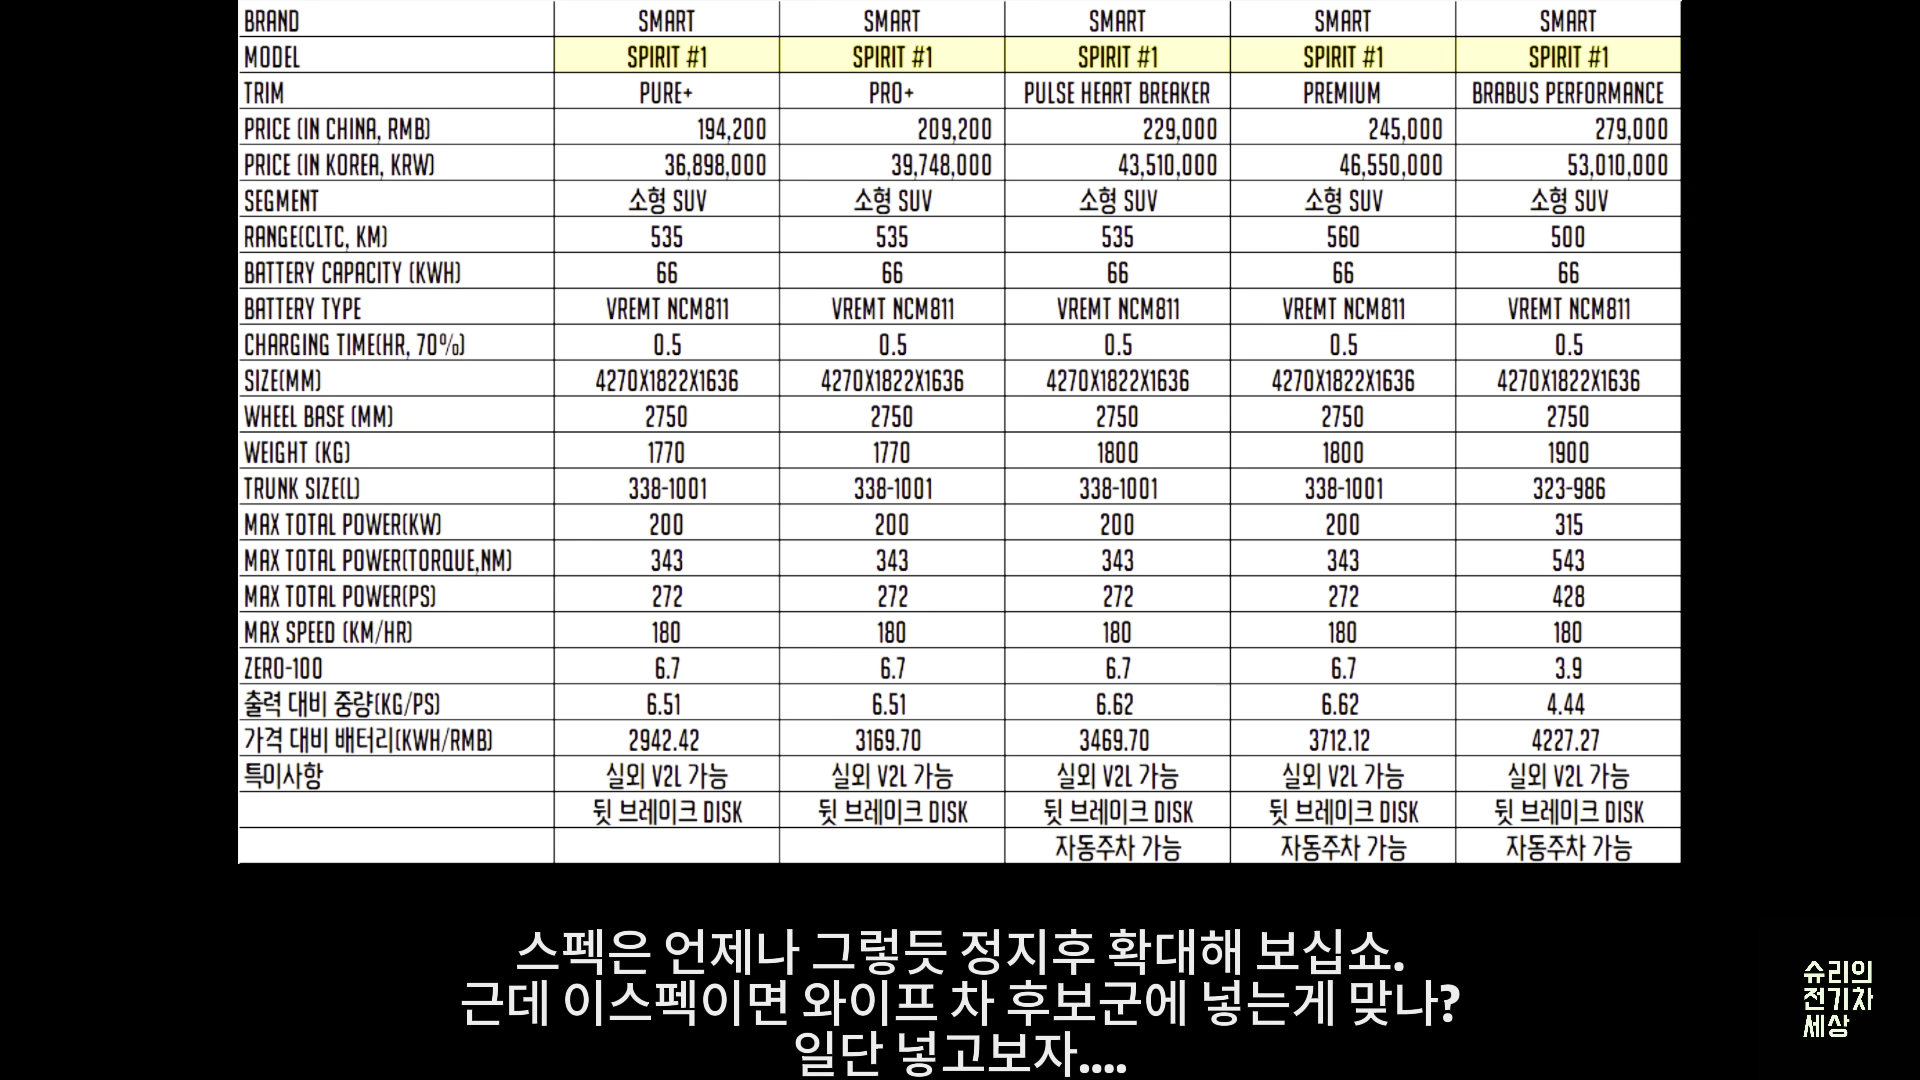 BRAND SMART SMART SMART SMART SMART
MODEL SPIRIT #1 SPIRIT #1 SPIRIT #1 SPIRIT #1 SPIRIT #1
TRIM PURE+ PRO+ PULSE HEART BREAKER PREMIUM BRABUS PERFORMANCE
PRICE (IN CHINA, RMB) 194,200 209,200 229,000 245,000 279,000
PRICE (IN KOREA, KRW) 36,898,000 39,748,000 43,510,000 46,550,000 53,010,000
SEGMENT 소형 SUV 소형 SUV 소형 SUV 소형 SUV 소형 SUV
RANGE(CLTC, KM) 535 535 535 560 500
BATTERY CAPACITY (KWH) 66 66 66 66 66
BATTERY TYPE VREMT NCM811 VREMT NCM811 VREMT NCM811 VREMT NCM811 VREMT NCM811
CHARGING TIME(HR, 70%) 0.5 0.5 0.5 0.5 0.5
SIZE(MM) 4270X1822X1636 4270X1822X1636 4270X1822X1636 4270X1822X1636 4270X1822X1636
WHEEL BASE (MM) 2750 2750 2750 2750 2750
WEIGHT (KG) 1770 1770 1800 1800 1900
TRUNK SIZE(L) 338-1001 338-1001 338-1001 338-1001 323-986
MAX TOTAL POWER(KW) 200 200 200 200 315
MAX TOTAL POWER(TORQUE,NM) 343 343 343 343 543
MAX TOTAL POWER(PS) 272 272 272 272 428
MAX SPEED (KM/HR) 180 180 180 180 180
ZERO-100 6.7 6.7 6.7 6.7 3.9
출력 대비 중량(KG/PS) 6.51 6.51 6.62 6.62 4.44
가격 대비 배터리(KWH/RMB) 2942.42 3169.70 3469.70 3712.12 4227.27
특미사항 실외 V2L 가능 실외 V2L 가능 실외 V2L 가능 실외 V2L 가능 실외 V2L 가능
뒷 브레이크 DISK 뒷 브레이크 DISK 뒷 브레이크 DISK 뒷 브레이크 DISK 뒷 브레이크 DISK
자동주차 가능 자동주차 가능 자동주차 가능
스펙은 언제나 그렇듯 정지후 확대해 보십쇼.
근데 이스펙이면 와이프 차 후보군에 넣는게 맞나?
일단 넣고보자....
슈리의
전기차
세상